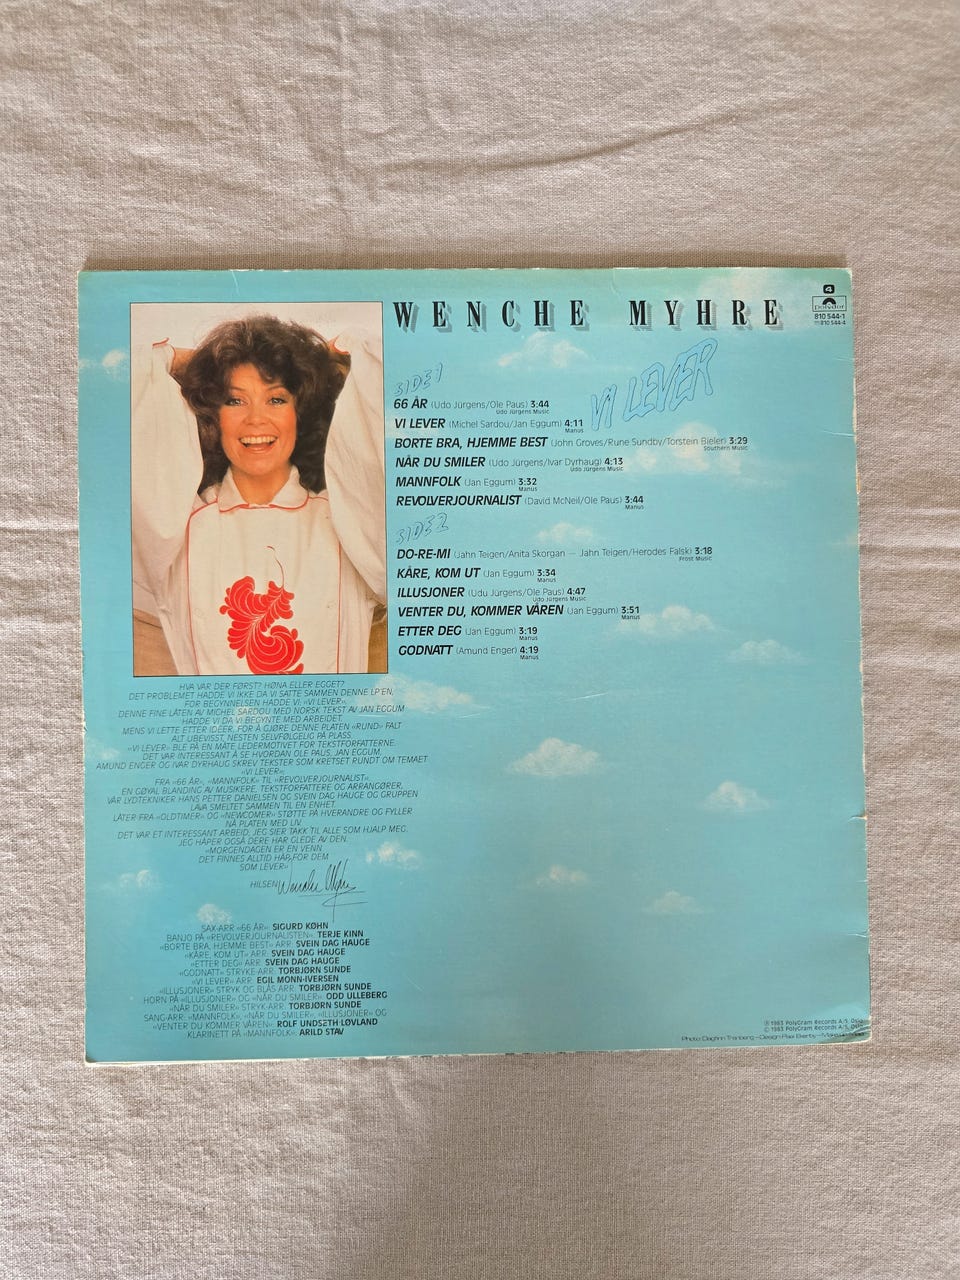 WENCHE MYHRE
4
polydor
810 544-1
810 544-4
VI LEVER
SIDE 1
66 ÅR (Udo Jürgens/Ole Paus) 3:44
Udo Jürgens Music
VI LEVER (Michel Sardou/Jan Eggum) 4:11
Manus
BORTE BRA, HJEMME BEST (John Groves/Rune Sundby/Torstein Bieler) 3:29
Southern Music
NÅR DU SMILER (Udo Jürgens/Ivar Dyrhaug) 4:13
Udo Jürgens Music
MANNFOLK (Jan Eggum) 3:32
Manus
REVOLVERJOURNALIST (David McNeil/Ole Paus) 3:44
Manus
SIDE 2
DO-RE-MI (Jahn Teigen/Anita Skorgan — Jahn Teigen/Herodes Falsk) 3:18
Frost Music
KÅRE, KOM UT (Jan Eggum) 3:34
Manus
ILLUSJONER (Udu Jürgens/Ole Paus) 4:47
Udo Jürgens Music
VENTER DU, KOMMER VÅREN (Jan Eggum) 3:51
Manus
ETTER DEG (Jan Eggum) 3:19
Manus
GODNATT (Amund Enger) 4:19
Manus
HVA VAR DER FØRST? HØNA ELLER EGGET?
DET PROBLEMET HADDE VI IKKE DA VI SATTE SAMMEN DENNE LP'EN,
FOR BEGYNNELSEN HADDE VI: «VI LEVER».
DENNE FINE LÅTEN AV MICHEL SARDOU MED NORSK TEKST AV JAN EGGUM
HADDE VI DA VI BEGYNTE MED ARBEIDET.
MENS VI LETTE ETTER IDEER, FOR Å GJØRE DENNE PLATEN «RUND» FALT
ALT UBEVISST, NESTEN SELVFØLGELIG PÅ PLASS.
«VI LEVER» BLE PÅ EN MÅTE LEDERMOTIVET FOR TEKSTFORFATTERNE.
DET VAR INTERESSANT Å SE HVORDAN OLE PAUS, JAN EGGUM,
AMUND ENGER OG IVAR DYRHAUG SKREV TEKSTER SOM KRETSET RUNDT OM TEMAET
«VI LEVER»:
FRA «66 ÅR», «MANNFOLK» TIL «REVOLVERJOURNALIST».
EN GØYAL BLANDING AV MUSIKERE, TEKSTFORFATTERE OG ARRANGØRER,
VÅR LYDTEKNIKER HANS PETTER DANIELSEN OG SVEIN DAG HAUGE OG GRUPPEN
LAVA SMELTET SAMMEN TIL EN ENHET.
LÅTER FRA «OLDTIMER» OG «NEWCOMER» STØTTE PÅ HVERANDRE OG FYLLER
NÅ PLATEN MED LIV.
DET VAR ET INTERESSANT ARBEID. JEG SIER TAKK TIL ALLE SOM HJALP MEG.
JEG HÅPER OGSÅ DERE HAR GLEDE AV DEN.
«MORGENDAGEN ER EN VENN
DET FINNES ALLTID HÅP FOR DEM
SOM LEVER»
HILSEN Wenche Myhre
SAX-ARR «66 ÅR»: SIGURD KØHN
BANJO PÅ «REVOLVERJOURNALISTEN»: TERJE KINN
«BORTE BRA, HJEMME BEST» ARR. SVEIN DAG HAUGE
«KÅRE, KOM UT» ARR. SVEIN DAG HAUGE
«ETTER DEG» ARR. SVEIN DAG HAUGE
«GODNATT» STRYKE-ARR. TORBJØRN SUNDE
«VI LEVER» ARR. EGIL MONN-IVERSEN
«ILLUSJONER» STRYK OG BLÅS ARR. TORBJØRN SUNDE
HORN PÅ «ILLUSJONER» OG «NÅR DU SMILER»: ODD ULLEBERG
«NÅR DU SMILER» STRYK-ARR. TORBJØRN SUNDE
SANG-ARR: «MANNFOLK», «NÅR DU SMILER», «ILLUSJONER» OG
«VENTER DU KOMMER VÅREN»: ROLF UNDSÆTH LØVLAND
KLARINETT PÅ «MANNFOLK»: ARILD STAV
℗ 1983 PolyGram Records A/S, Oslo
© 1983 PolyGram Records A/S, Oslo
Photo: Dagfinn Tranberg – Design: